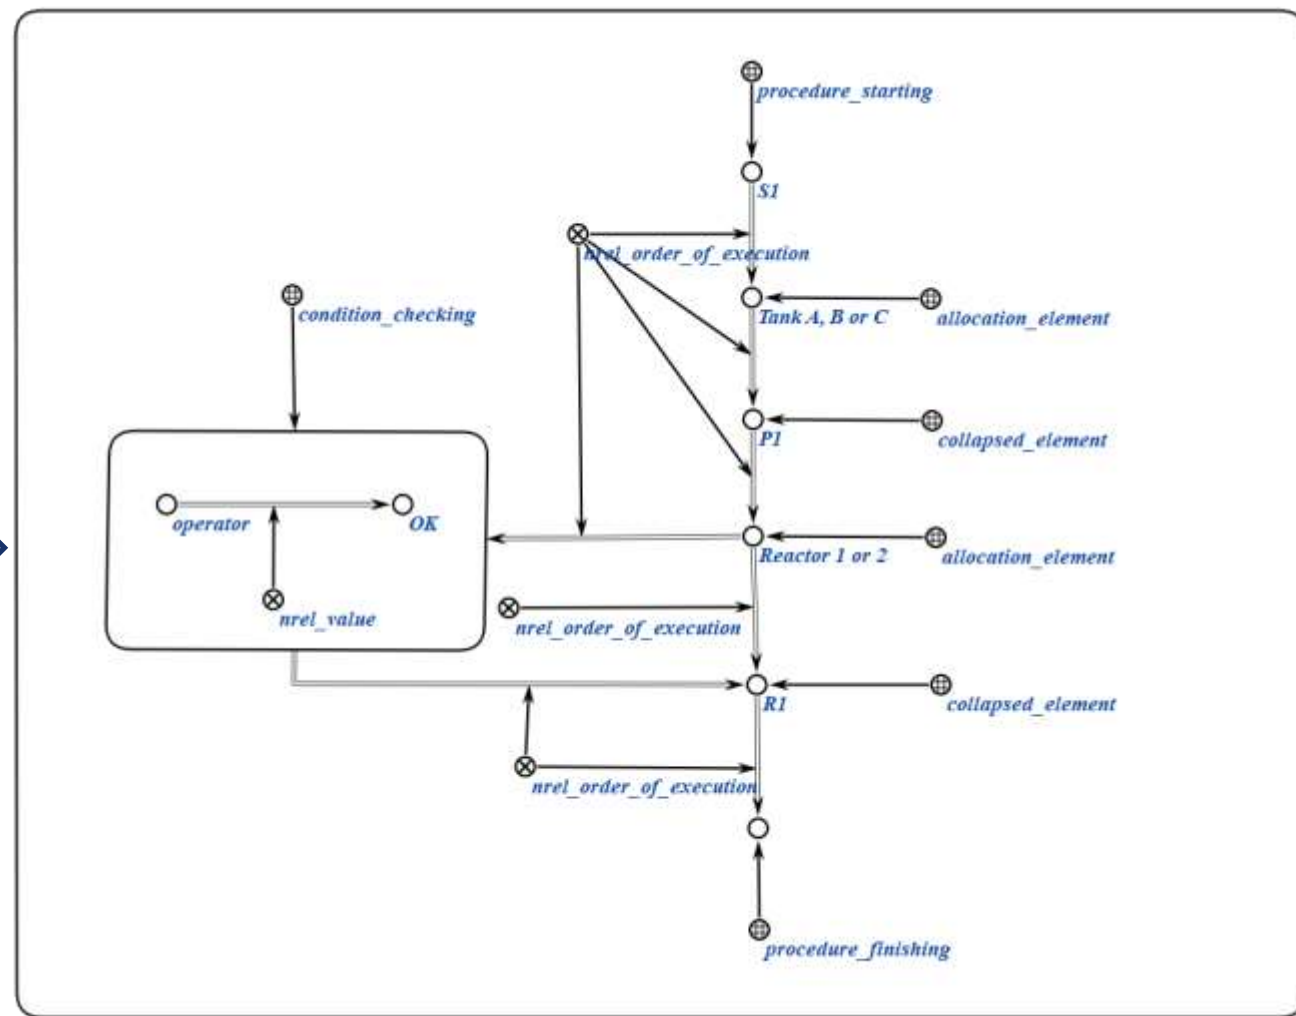 procedure_starting
S1
nrel_order_of_execution
condition_checking
Tank A, B or C
allocation_element
P1
collapsed_element
operator
OK
Reactor 1 or 2
allocation_element
nrel_value
nrel_order_of_execution
R1
collapsed_element
nrel_order_of_execution
procedure_finishing